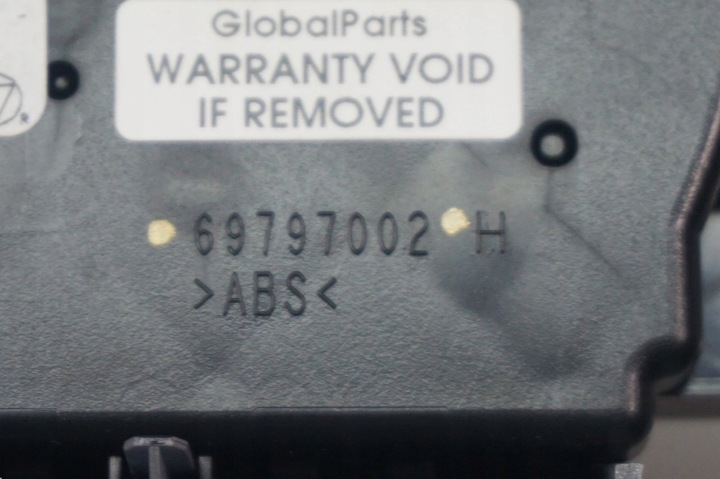 GlobalParts
WARRANTY VOID
IF REMOVED
69797002 H
>ABS<